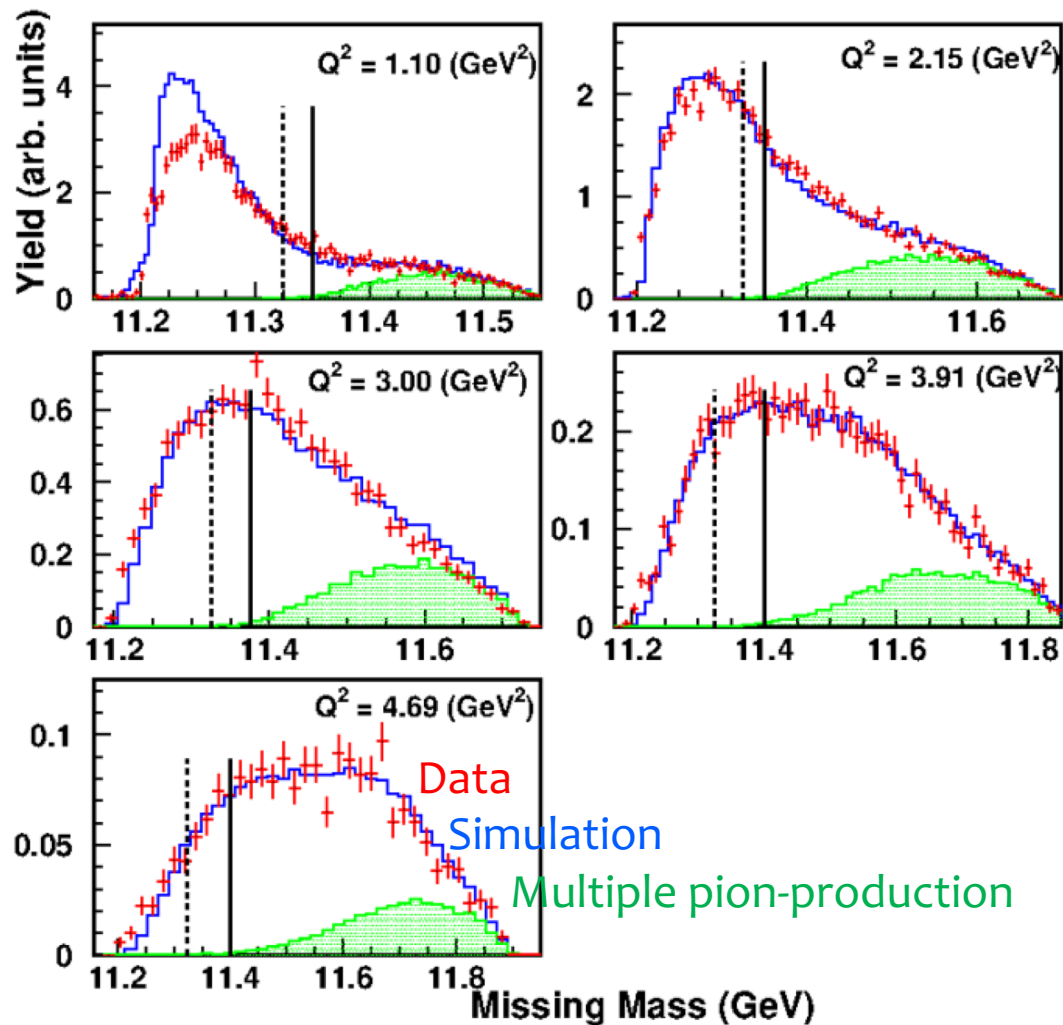 Yield (arb. units)
Q² = 1.10 (GeV²)
4
2
0
11.2 11.3 11.4 11.5
Q² = 2.15 (GeV²)
2
1
0
11.2 11.4 11.6
Q² = 3.00 (GeV²)
0.6
0.4
0.2
0
11.2 11.4 11.6
Q² = 3.91 (GeV²)
0.2
0.1
0
11.2 11.4 11.6 11.8
Q² = 4.69 (GeV²)
0.1
0.05
0
11.2 11.4 11.6 11.8
Data
Simulation
Multiple pion-production
Missing Mass (GeV)